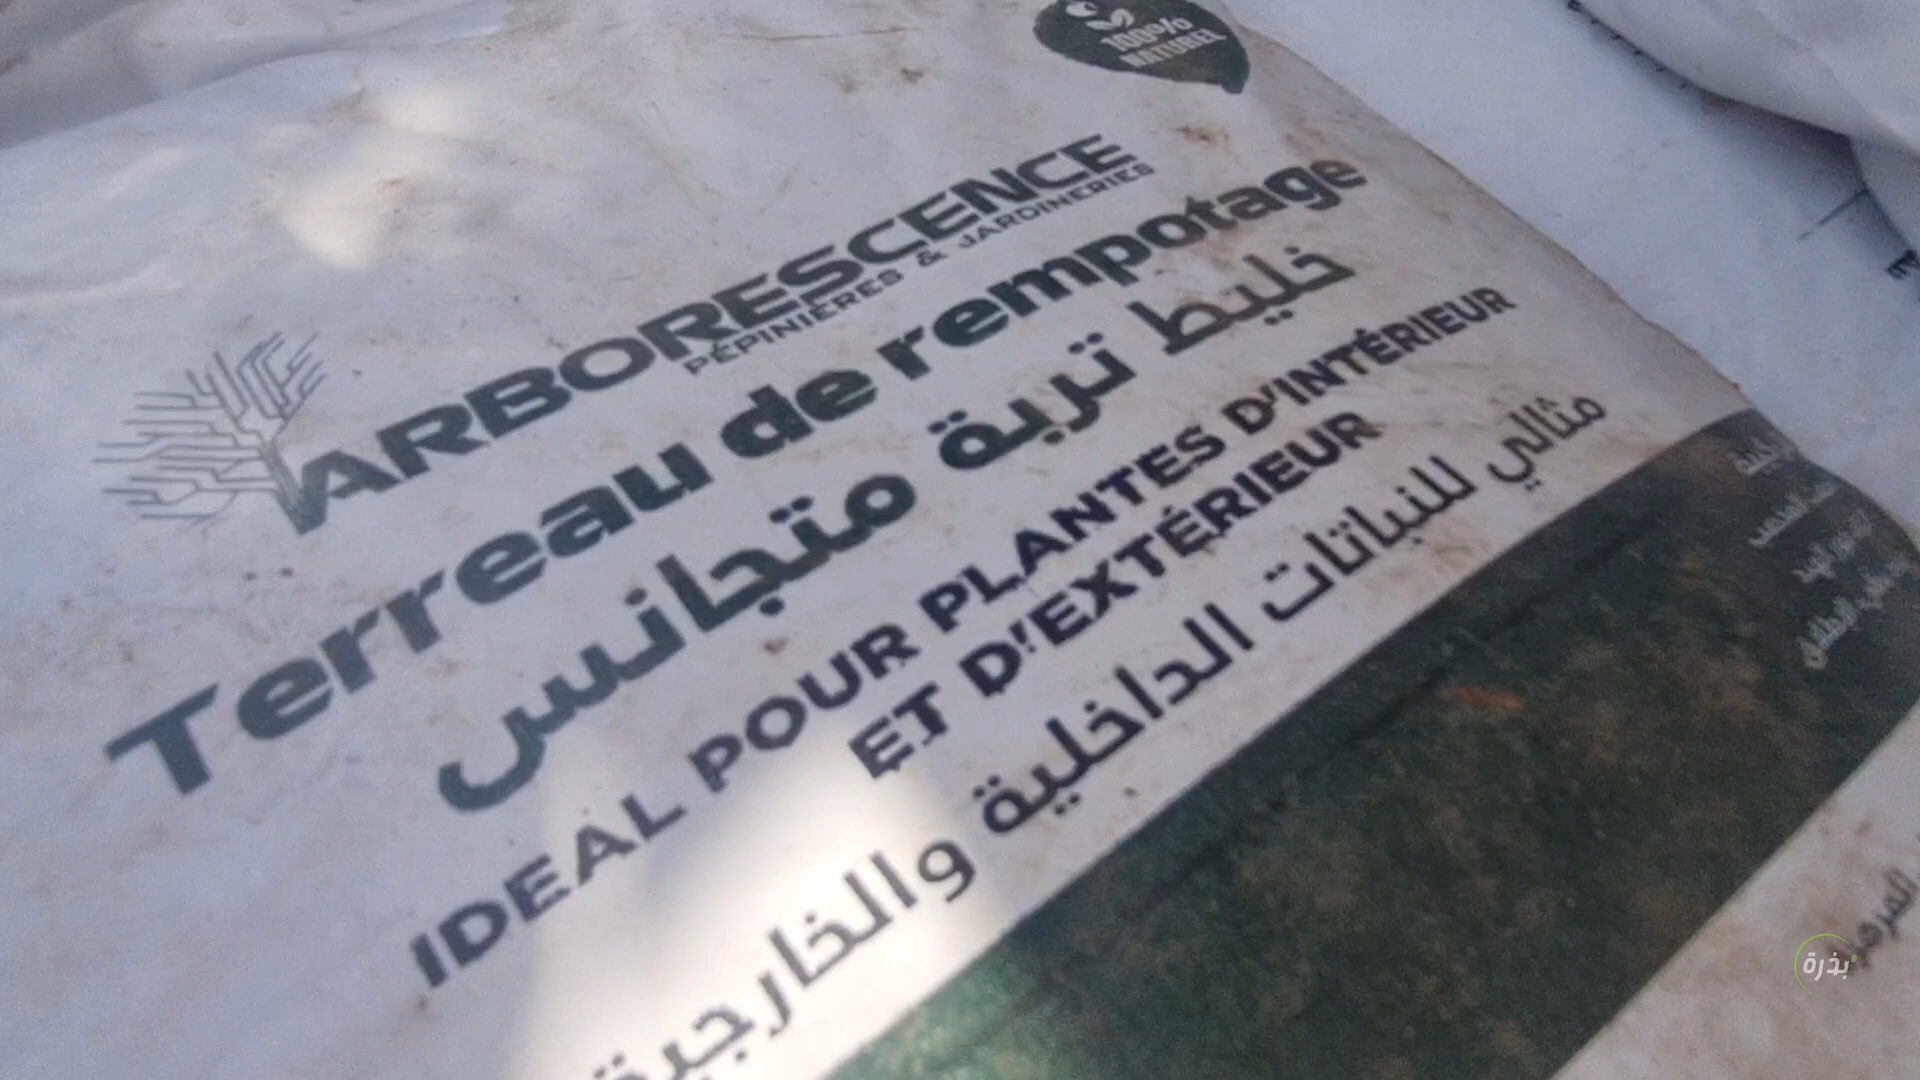 100%
NATUREL
ARBORESCENCE
PÉPINIÈRES & JARDINERIES
Terreau de rempotage
خليط تربة متجانس
IDEAL POUR PLANTES D'INTÉRIEUR
ET D'EXTÉRIEUR
مثالي للنباتات الداخلية والخارجية
بذرة